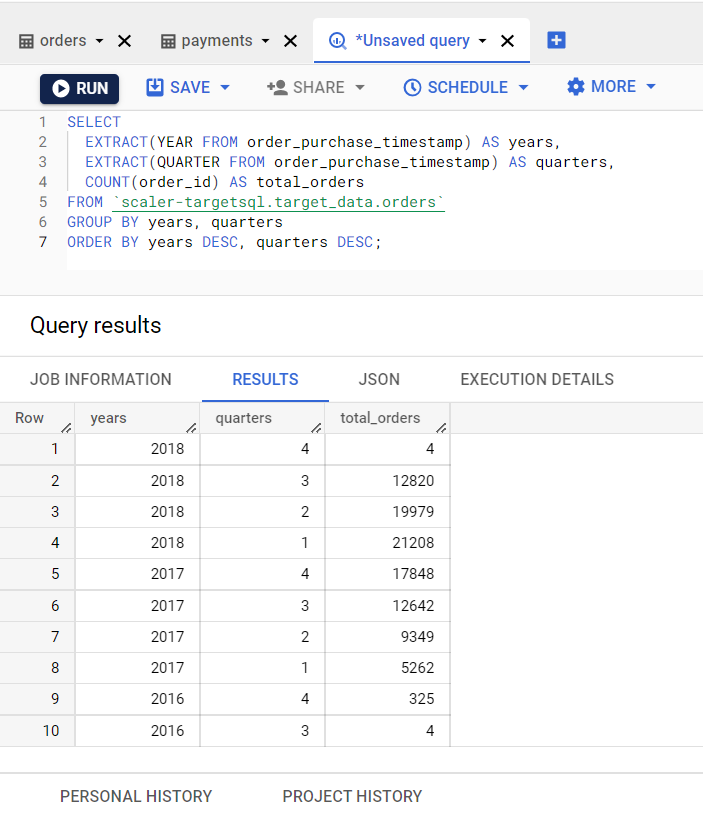 orders payments *Unsaved query
RUN SAVE SHARE SCHEDULE MORE
1 SELECT
2 EXTRACT(YEAR FROM order_purchase_timestamp) AS years,
3 EXTRACT(QUARTER FROM order_purchase_timestamp) AS quarters,
4 COUNT(order_id) AS total_orders
5 FROM `scaler-targetsql.target_data.orders`
6 GROUP BY years, quarters
7 ORDER BY years DESC, quarters DESC;
Query results
JOB INFORMATION RESULTS JSON EXECUTION DETAILS
Row years quarters total_orders
1 2018 4 4
2 2018 3 12820
3 2018 2 19979
4 2018 1 21208
5 2017 4 17848
6 2017 3 12642
7 2017 2 9349
8 2017 1 5262
9 2016 4 325
10 2016 3 4
PERSONAL HISTORY PROJECT HISTORY